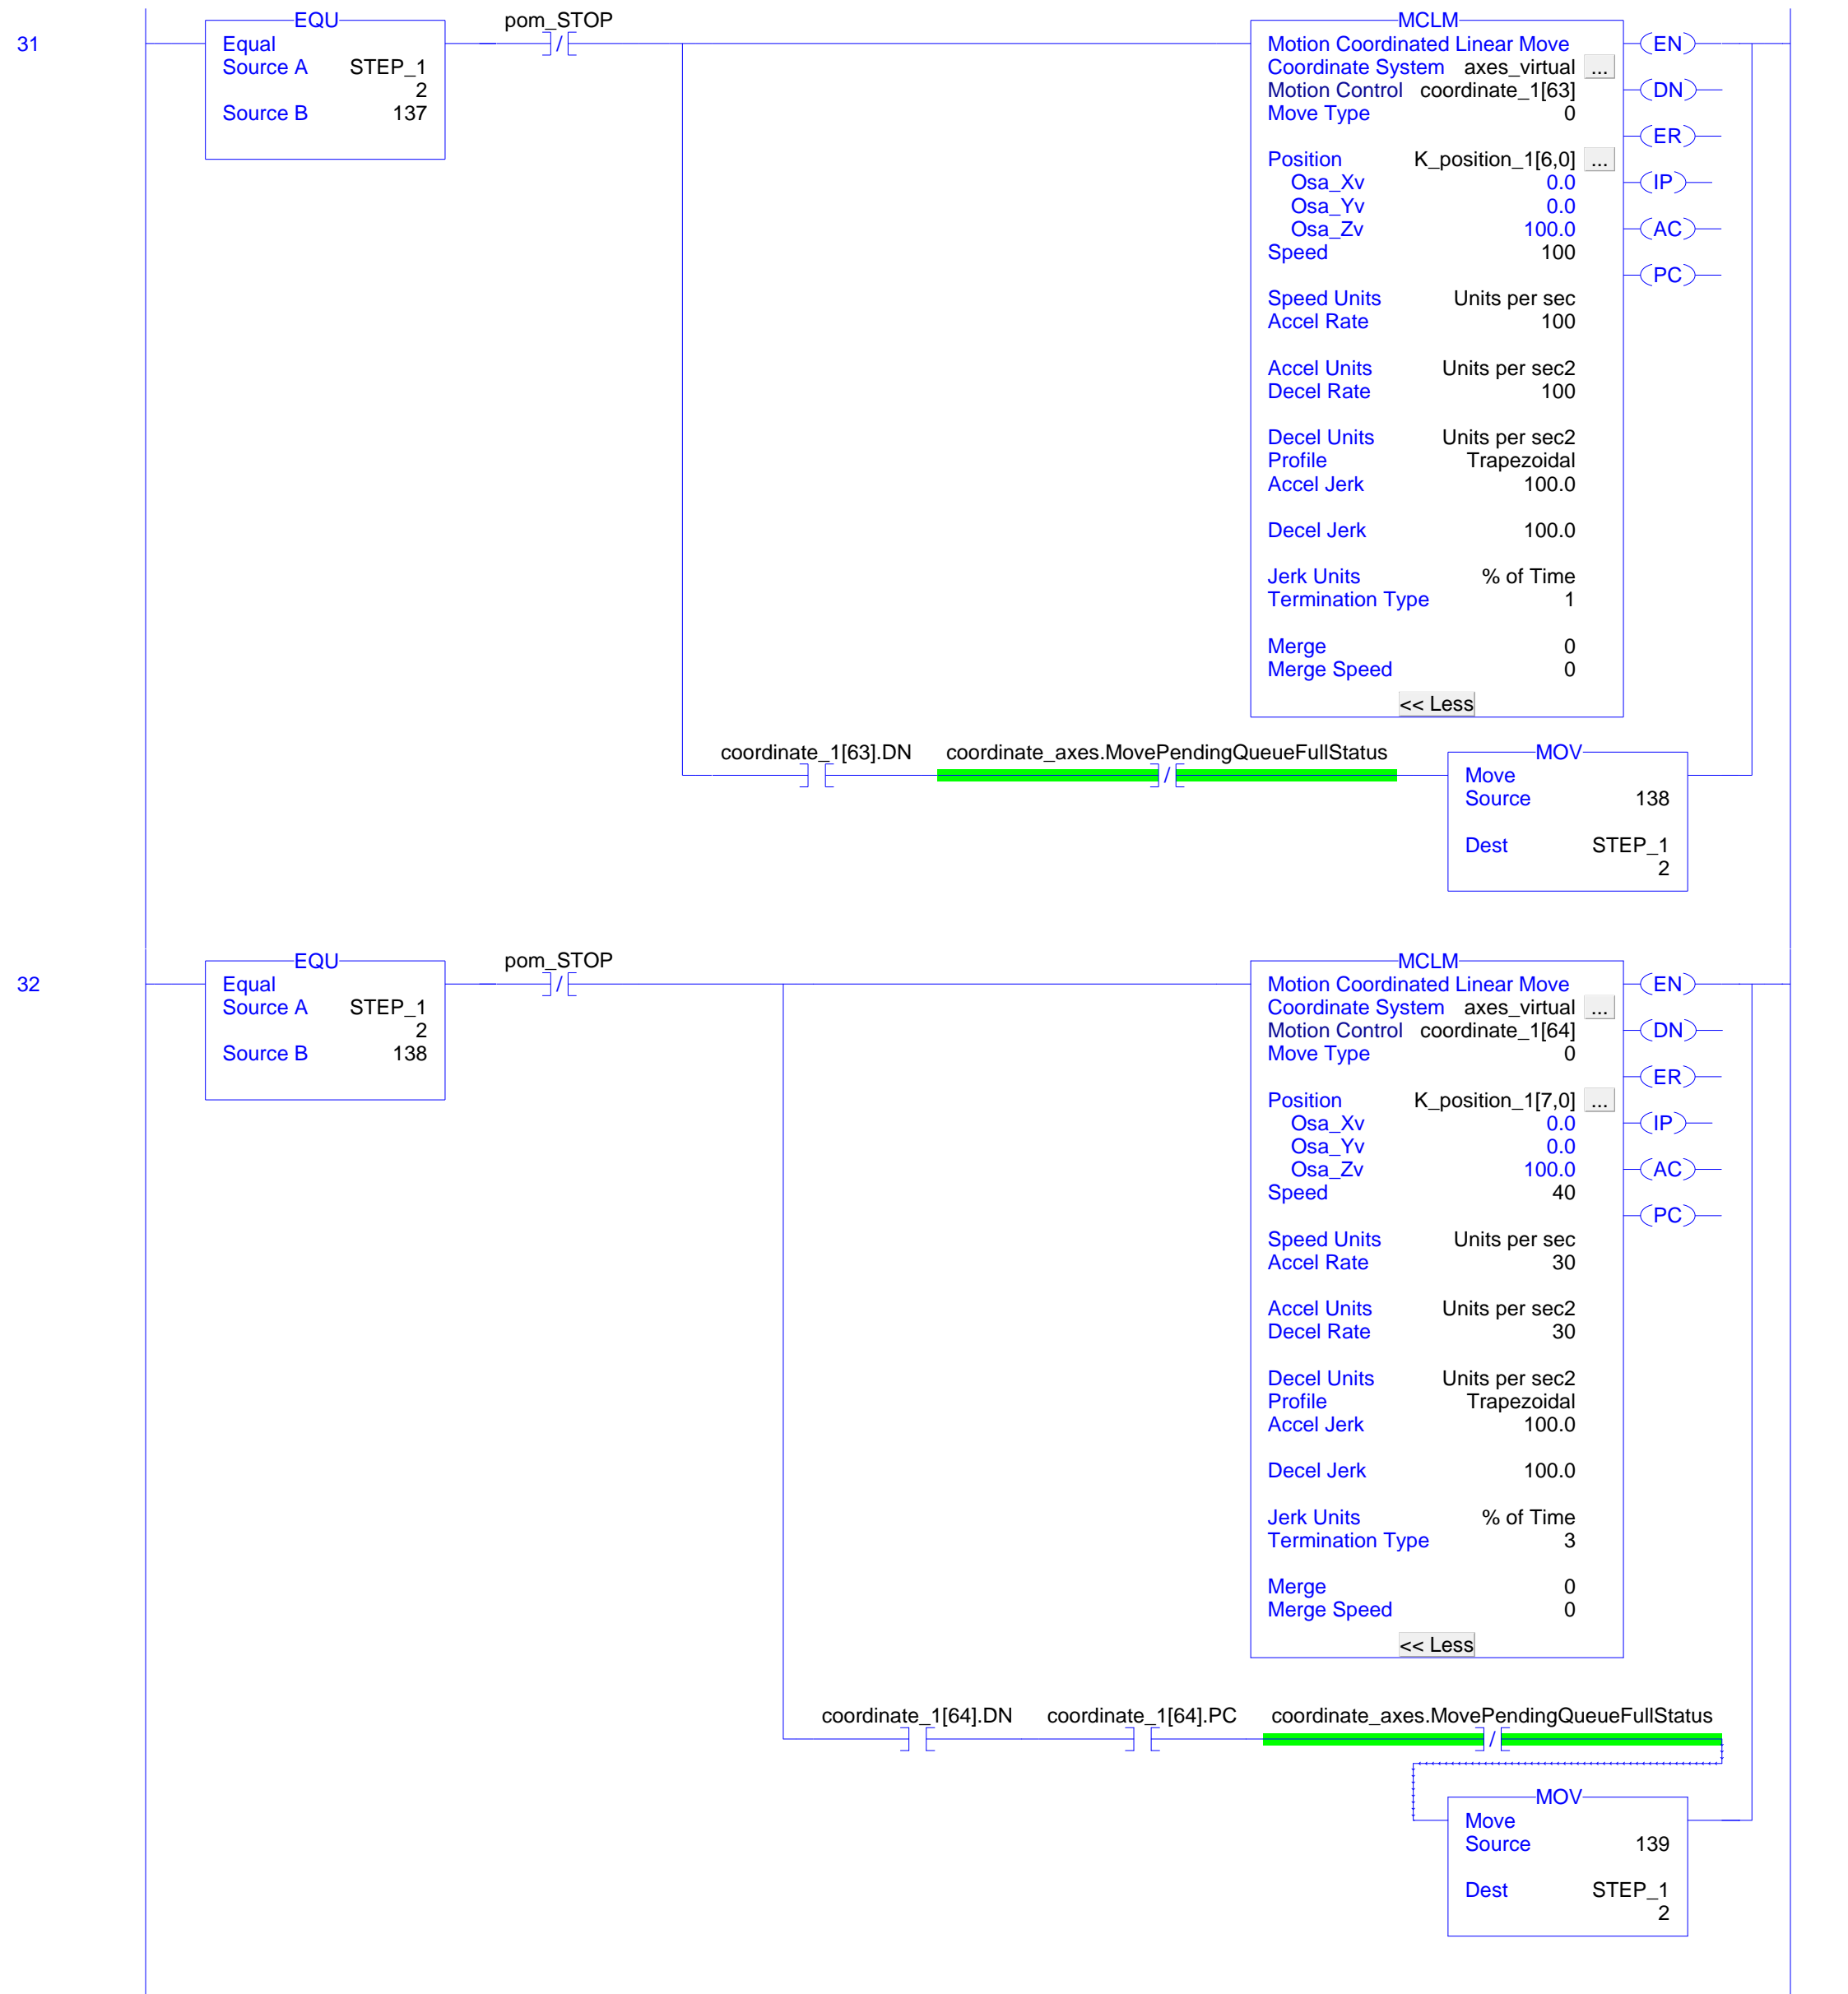 31
EQU
Equal
Source A STEP_1
2
Source B 137
pom_STOP
MCLM
Motion Coordinated Linear Move
Coordinate System axes_virtual ...
Motion Control coordinate_1[63]
Move Type 0
Position K_position_1[6,0] ...
Osa_Xv 0.0
Osa_Yv 0.0
Osa_Zv 100.0
Speed 100
Speed Units Units per sec
Accel Rate 100
Accel Units Units per sec2
Decel Rate 100
Decel Units Units per sec2
Profile Trapezoidal
Accel Jerk 100.0
Decel Jerk 100.0
Jerk Units % of Time
Termination Type 1
Merge 0
Merge Speed 0
<< Less
EN
DN
ER
IP
AC
PC
coordinate_1[63].DN
coordinate_axes.MovePendingQueueFullStatus
MOV
Move
Source 138
Dest STEP_1
2
32
EQU
Equal
Source A STEP_1
2
Source B 138
pom_STOP
MCLM
Motion Coordinated Linear Move
Coordinate System axes_virtual ...
Motion Control coordinate_1[64]
Move Type 0
Position K_position_1[7,0] ...
Osa_Xv 0.0
Osa_Yv 0.0
Osa_Zv 100.0
Speed 40
Speed Units Units per sec
Accel Rate 30
Accel Units Units per sec2
Decel Rate 30
Decel Units Units per sec2
Profile Trapezoidal
Accel Jerk 100.0
Decel Jerk 100.0
Jerk Units % of Time
Termination Type 3
Merge 0
Merge Speed 0
<< Less
EN
DN
ER
IP
AC
PC
coordinate_1[64].DN
coordinate_1[64].PC
coordinate_axes.MovePendingQueueFullStatus
MOV
Move
Source 139
Dest STEP_1
2